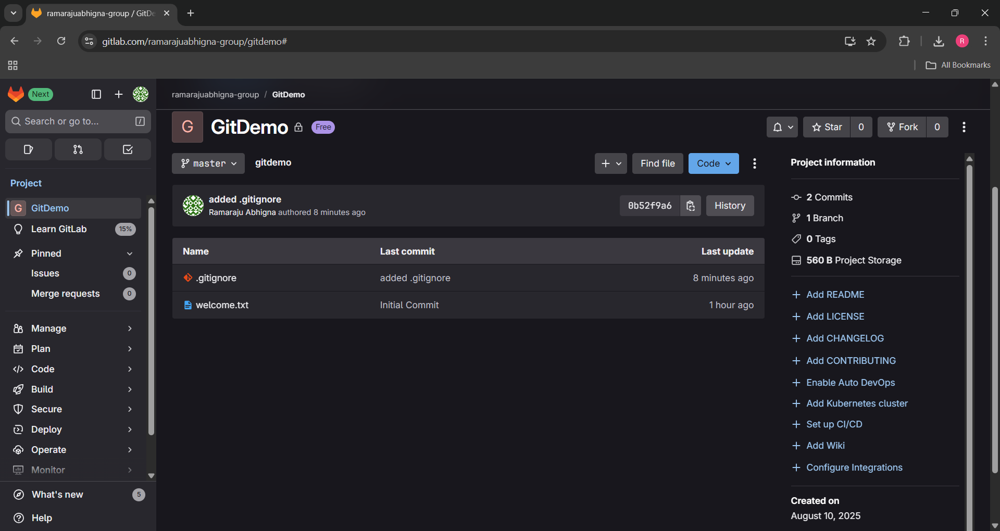 ramarajuabhigna-group / GitDe
gitlab.com/ramarajuabhigna-group/gitdemo#
R
All Bookmarks
Next
Search or go to...
/
Project
G GitDemo
Learn GitLab 15%
Pinned
Issues 0
Merge requests 0
Manage
Plan
Code
Build
Secure
Deploy
Operate
Monitor
What's new 5
Help
ramarajuabhigna-group / GitDemo
G GitDemo Free
Star 0 Fork 0
master gitdemo
Find file Code
added .gitignore
Ramaraju Abhigna authored 8 minutes ago
0b52f9a6 History
Name Last commit Last update
.gitignore added .gitignore 8 minutes ago
welcome.txt Initial Commit 1 hour ago
Project information
2 Commits
1 Branch
0 Tags
560 B Project Storage
+ Add README
+ Add LICENSE
+ Add CHANGELOG
+ Add CONTRIBUTING
+ Enable Auto DevOps
+ Add Kubernetes cluster
+ Set up CI/CD
+ Add Wiki
+ Configure Integrations
Created on
August 10, 2025